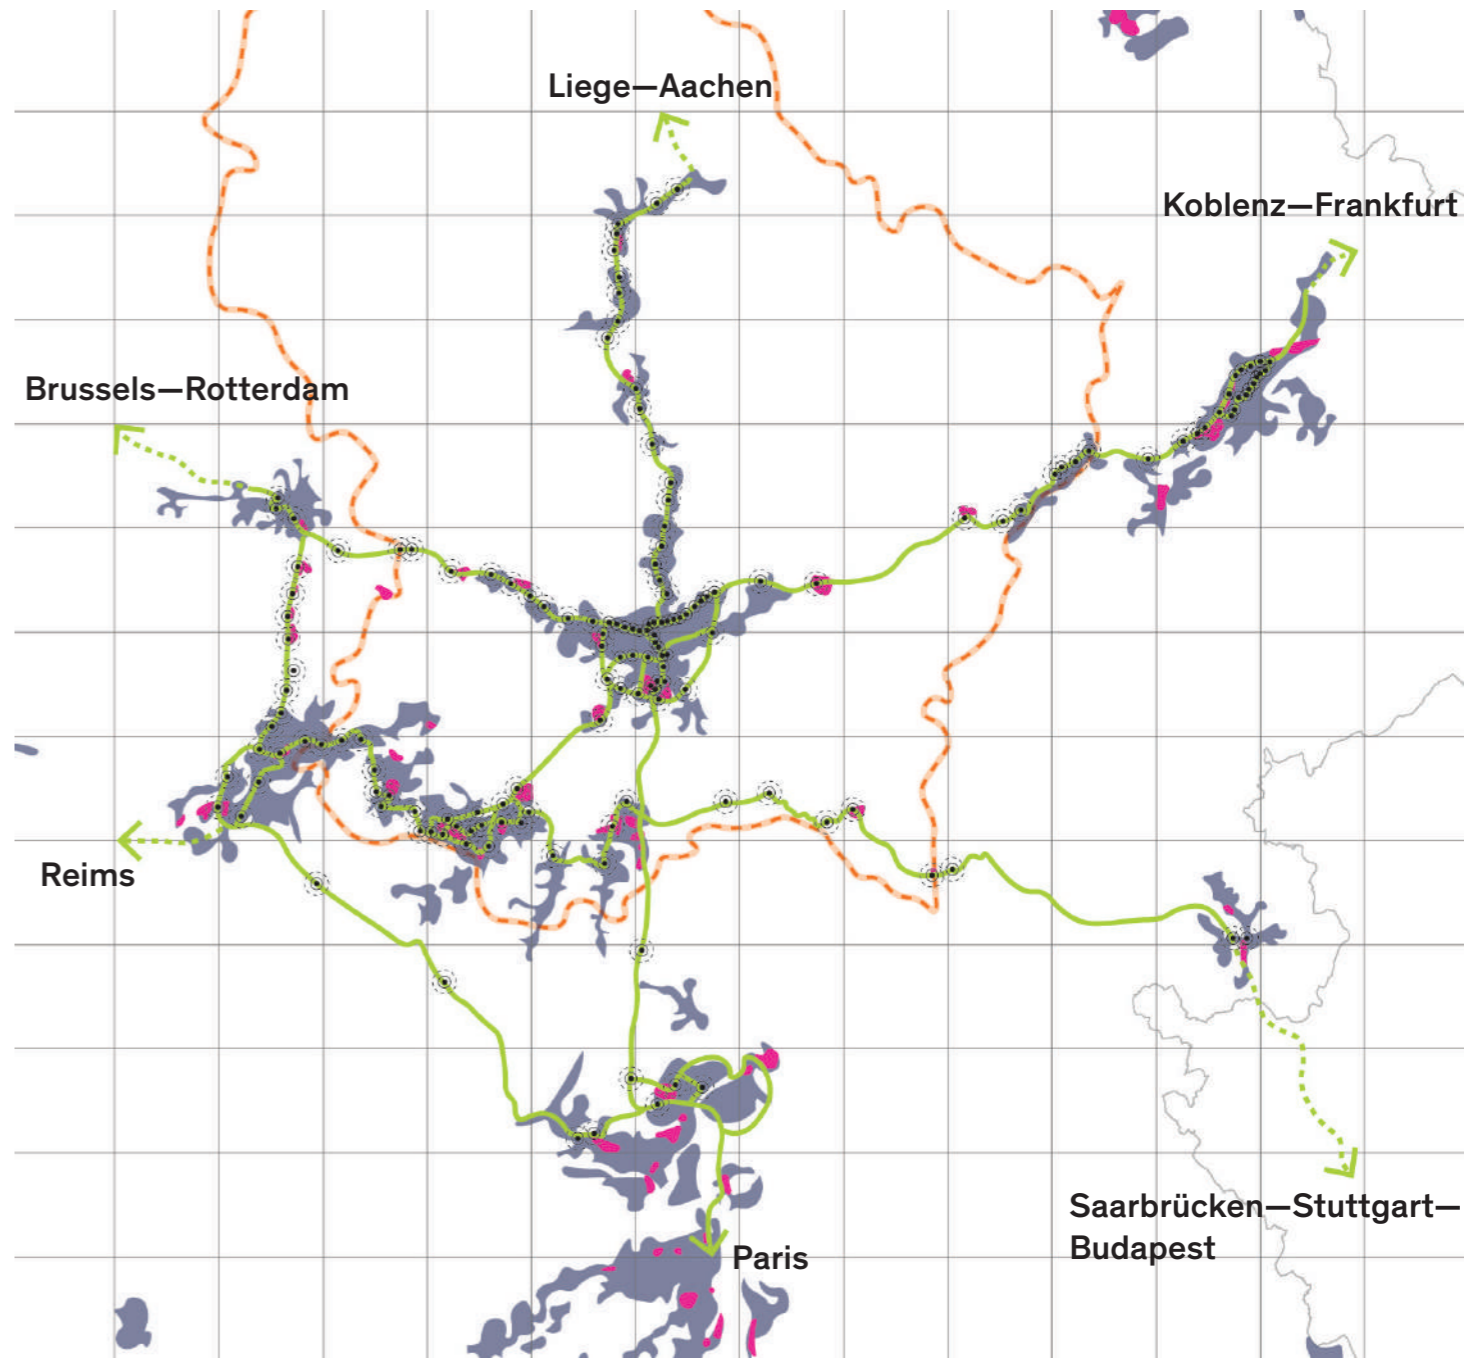 Liege—Aachen
Koblenz—Frankfurt
Brussels—Rotterdam
Reims
Saarbrücken—Stuttgart—
Budapest
Paris